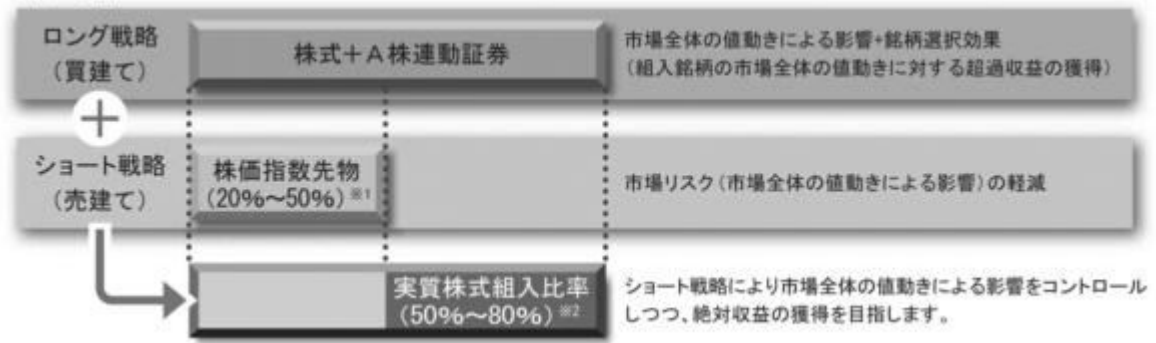 ロング戦略
(買建て)
株式+A株連動証券
市場全体の値動きによる影響+銘柄選択効果
(組入銘柄の市場全体の値動きに対する超過収益の獲得)
+
ショート戦略
(売建て)
株価指数先物
(20%~50%)※1
市場リスク(市場全体の値動きによる影響)の軽減
実質株式組入比率
(50%~80%)※2
ショート戦略により市場全体の値動きによる影響をコントロール
しつつ、絶対収益の獲得を目指します。